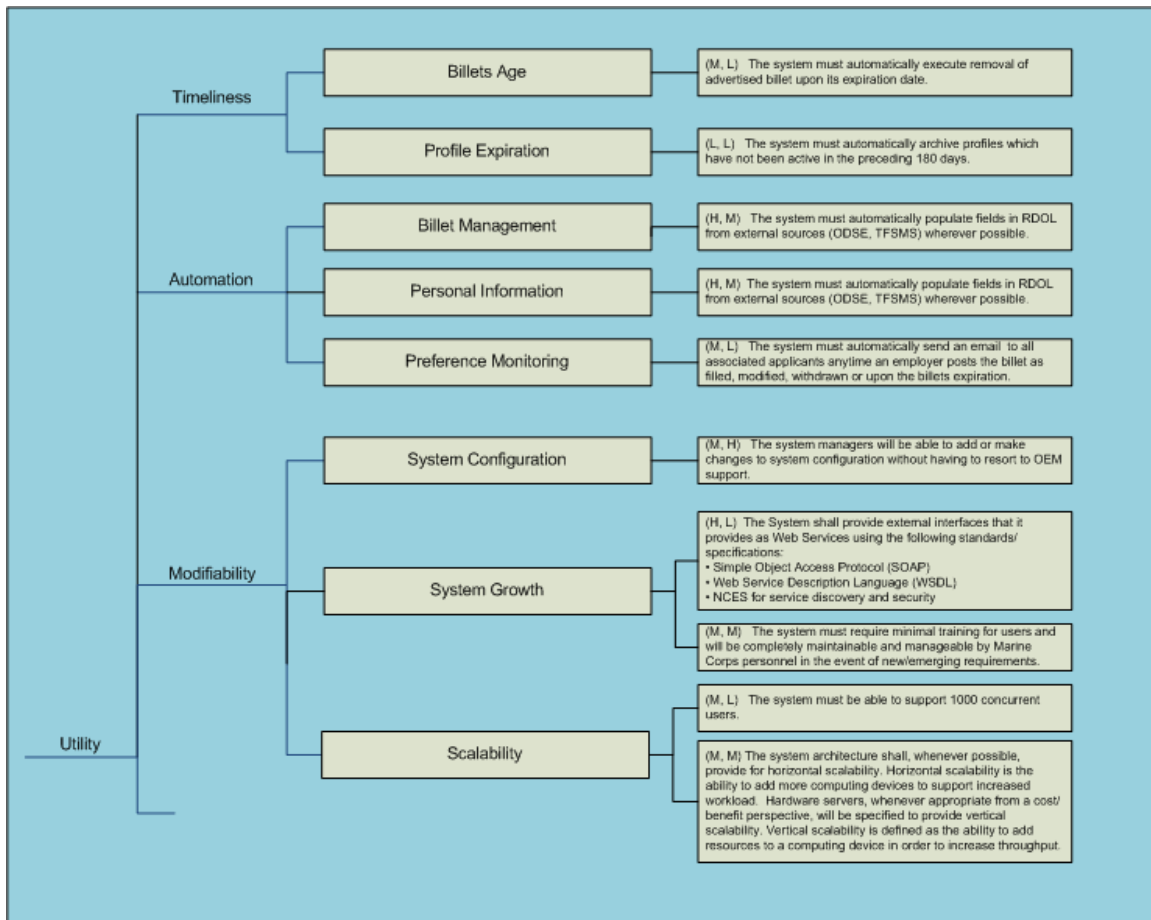 Billets Age
(M, L)  The system must automatically execute removal of
advertised billet upon its expiration date.
Timeliness
Profile Expiration
(L, L)  The system must automatically archive profiles which
have not been active in the preceding 180 days.
Billet Management
(H, M)  The system must automatically populate fields in RDOL
from external sources (ODSE, TFSMS) wherever possible.
Automation
Personal Information
(H, M)  The system must automatically populate fields in RDOL
from external sources (ODSE, TFSMS) wherever possible.
Preference Monitoring
(M, L)  The system must automatically send an email  to all
associated applicants anytime an employer posts the billet as
filled, modified, withdrawn or upon the billets expiration.
System Configuration
(M, H)  The system managers will be able to add or make
changes to system configuration without having to resort to OEM
support.
Modifiability
System Growth
(H, L)  The System shall provide external interfaces that it
provides as Web Services using the following standards/
specifications:
• Simple Object Access Protocol (SOAP)
• Web Service Description Language (WSDL)
• NCES for service discovery and security
(M, M)  The system must require minimal training for users and
will be completely maintainable and manageable by Marine
Corps personnel in the event of new/emerging requirements.
Utility
Scalability
(M, L)  The system must be able to support 1000 concurrent
users.
(M, M) The system architecture shall, whenever possible,
provide for horizontal scalability. Horizontal scalability is the
ability to add more computing devices to support increased
workload.  Hardware servers, whenever appropriate from a cost/
benefit perspective, will be specified to provide vertical
scalability. Vertical scalability is defined as the ability to add
resources to a computing device in order to increase throughput.